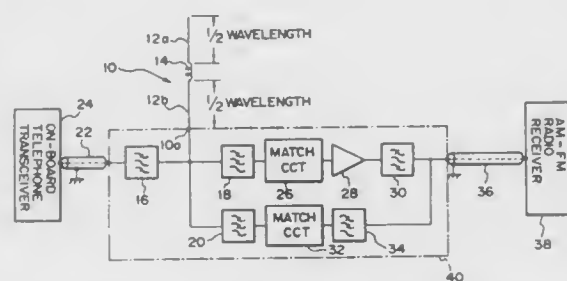 12a
1/2 WAVELENGTH
14
10
12b
1/2 WAVELENGTH
24
ON-BOARD
TELEPHONE
TRANSCEIVER
22
10a
16
18
MATCH
CCT
26
28
30
20
MATCH
CCT
32
34
36
AM-FM
RADIO
RECEIVER
38
40